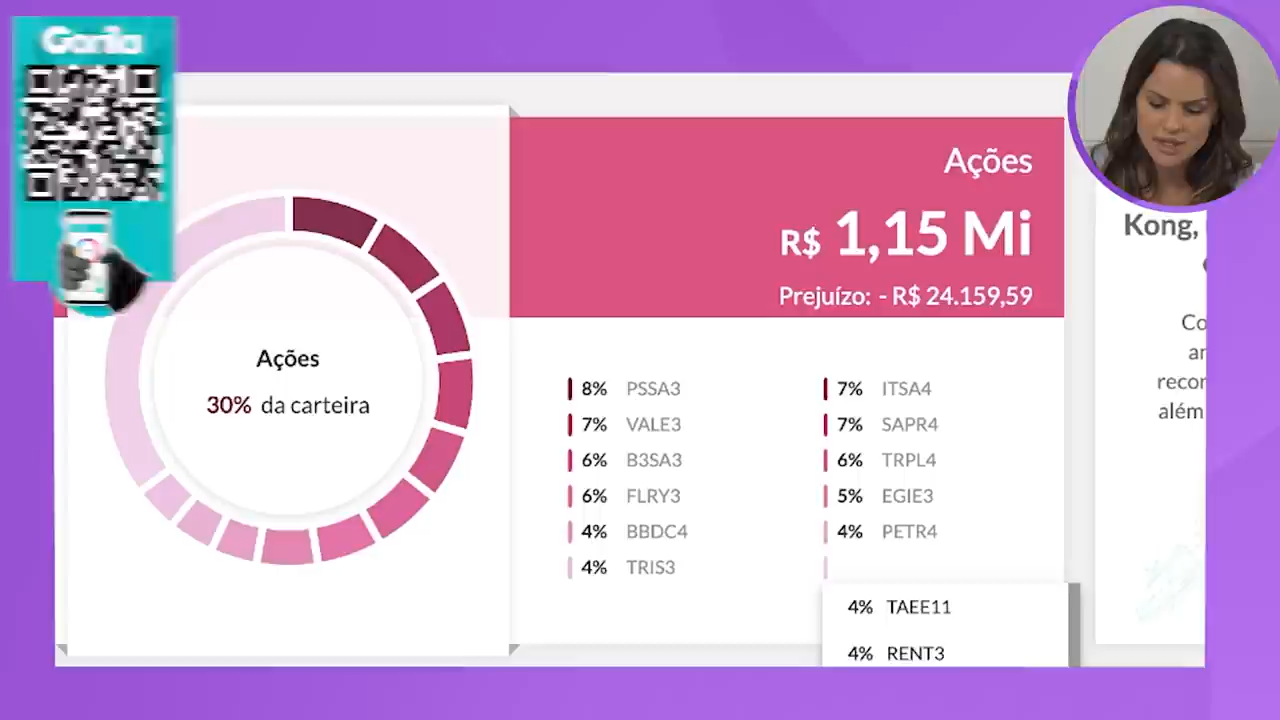 Gorila
Ações
R$ 1,15 Mi
Prejuízo: - R$ 24.159,59
Ações
30% da carteira
8% PSSA3
7% ITSA4
7% VALE3
7% SAPR4
6% B3SA3
6% TRPL4
6% FLRY3
5% EGIE3
4% BBDC4
4% PETR4
4% TRIS3
4% TAEE11
4% RENT3
Kong,
Co
ar
recor
além